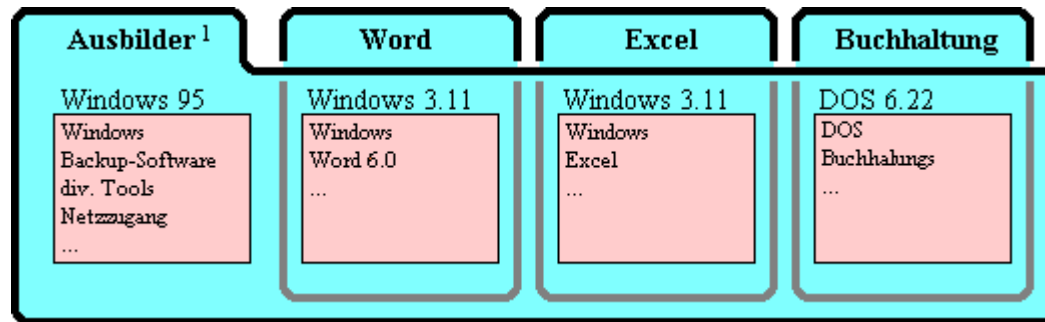 Ausbilder 1
Word
Excel
Buchhaltung
Windows 95
Windows
Backup-Software
div. Tools
Netzzugang
...
Windows 3.11
Windows
Word 6.0
...
Windows 3.11
Windows
Excel
...
DOS 6.22
DOS
Buchhalungs
...